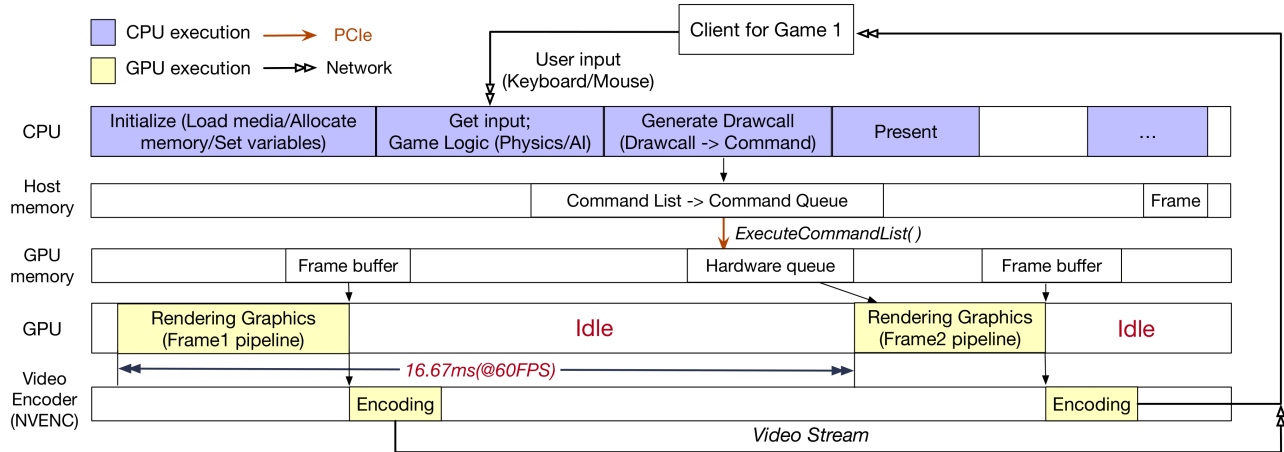 Client for Game 1
CPU execution
PCIe
GPU execution
Network
User input
(Keyboard/Mouse)
CPU
Initialize (Load media/Allocate
memory/Set variables)
Get input;
Game Logic (Physics/AI)
Generate Drawcall
(Drawcall -> Command)
Present
...
Host
memory
Command List -> Command Queue
Frame
ExecuteCommandList()
GPU
memory
Frame buffer
Hardware queue
Frame buffer
GPU
Rendering Graphics
(Frame1 pipeline)
Idle
Rendering Graphics
(Frame2 pipeline)
Idle
16.67ms(@60FPS)
Video
Encoder
(NVENC)
Encoding
Encoding
Video Stream